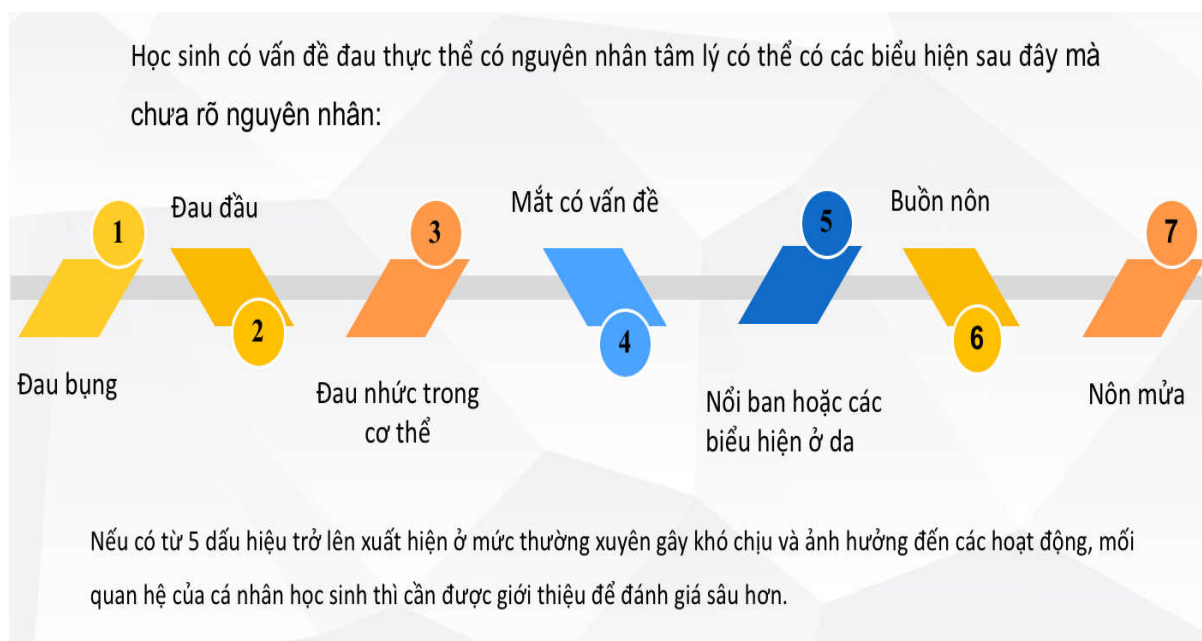 Học sinh có vấn đề đau thực thể có nguyên nhân tâm lý có thể có các biểu hiện sau đây mà
chưa rõ nguyên nhân:
1
Đau bụng
Đau đầu
2
3
Đau nhức trong
cơ thể
Mắt có vấn đề
4
5
Nổi ban hoặc các
biểu hiện ở da
Buồn nôn
6
7
Nôn mửa
Nếu có từ 5 dấu hiệu trở lên xuất hiện ở mức thường xuyên gây khó chịu và ảnh hưởng đến các hoạt động, mối
quan hệ của cá nhân học sinh thì cần được giới thiệu để đánh giá sâu hơn.